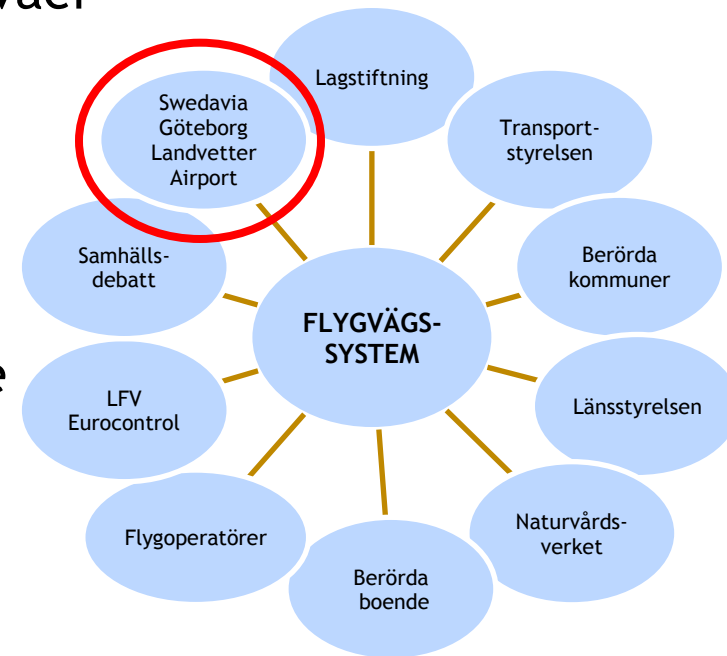 Lagstiftning
Swedavia
Göteborg
Landvetter
Airport
Transport-
styrelsen
Samhälls-
debatt
Berörda
kommuner
FLYGVÄGS-
SYSTEM
LFV
Eurocontrol
Länsstyrelsen
Flygoperatörer
Naturvårds-
verket
Berörda
boende